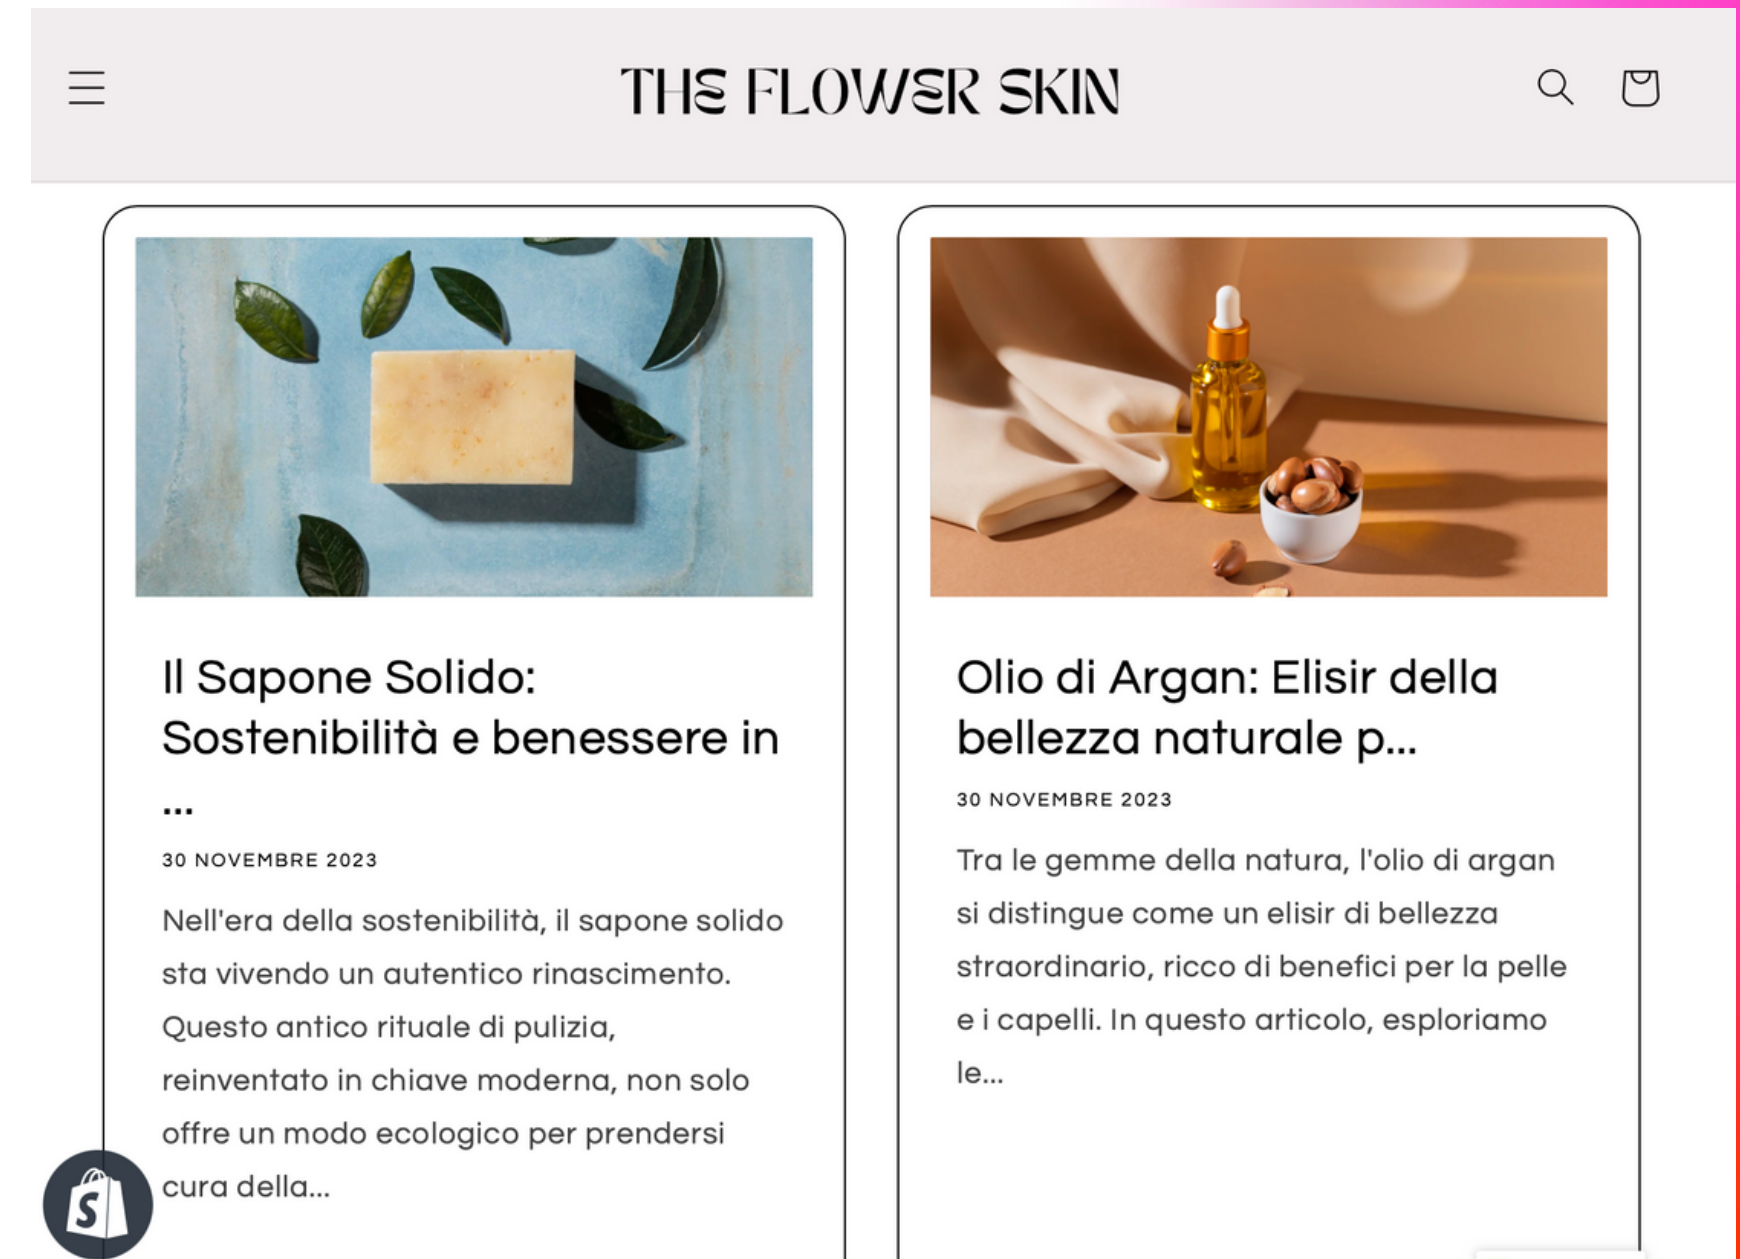 THE FLOWER SKIN
Il Sapone Solido:
Sostenibilità e benessere in
...
30 NOVEMBRE 2023
Nell'era della sostenibilità, il sapone solido
sta vivendo un autentico rinascimento.
Questo antico rituale di pulizia,
reinventato in chiave moderna, non solo
offre un modo ecologico per prendersi
cura della...
Olio di Argan: Elisir della
bellezza naturale p...
30 NOVEMBRE 2023
Tra le gemme della natura, l'olio di argan
si distingue come un elisir di bellezza
straordinario, ricco di benefici per la pelle
e i capelli. In questo articolo, esploriamo
le...
S